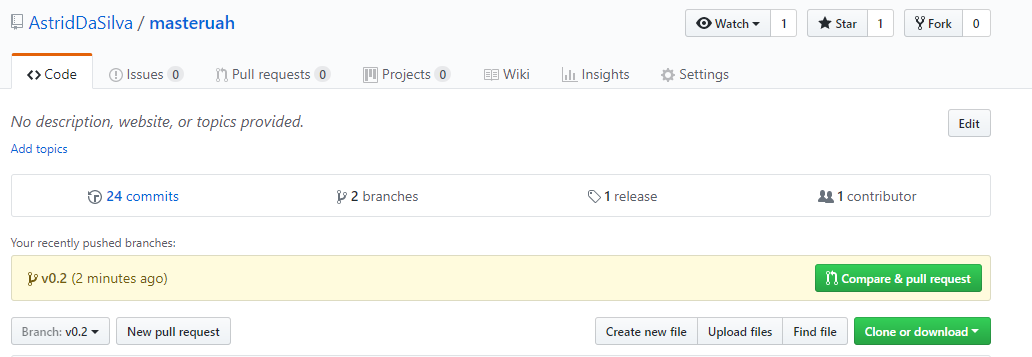 AstridDaSilva / masteruah Watch 1 Star 1 Fork 0
Code Issues 0 Pull requests 0 Projects 0 Wiki Insights Settings
No description, website, or topics provided. Edit
Add topics
24 commits 2 branches 1 release 1 contributor
Your recently pushed branches:
v0.2 (2 minutes ago) Compare & pull request
Branch: v0.2 New pull request Create new file Upload files Find file Clone or download